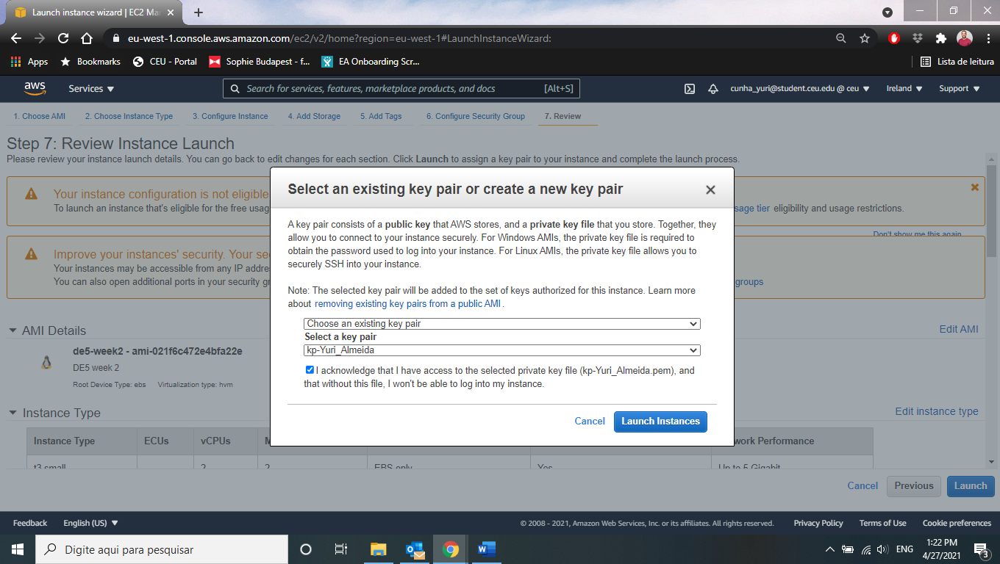 Launch instance wizard | EC2 Ma
eu-west-1.console.aws.amazon.com/ec2/v2/home?region=eu-west-1#LaunchInstanceWizard:
Apps Bookmarks CEU - Portal Sophie Budapest - f... EA Onboarding Scr... Lista de leitura
aws Services Search for services, features, marketplace products, and docs [Alt+S] cunha_yuri@student.ceu.edu @ ceu Ireland Support
1. Choose AMI 2. Choose Instance Type 3. Configure Instance 4. Add Storage 5. Add Tags 6. Configure Security Group 7. Review
Step 7: Review Instance Launch
Please review your instance launch details. You can go back to edit changes for each section. Click Launch to assign a key pair to your instance and complete the launch process.
Your instance configuration is not eligible
To launch an instance that's eligible for the free usag
sage tier eligibility and usage restrictions.
Don't show me this again
Improve your instances' security. Your se
Your instances may be accessible from any IP addre
You can also open additional ports in your security gr
groups
Select an existing key pair or create a new key pair
A key pair consists of a public key that AWS stores, and a private key file that you store. Together, they
allow you to connect to your instance securely. For Windows AMIs, the private key file is required to
obtain the password used to log into your instance. For Linux AMIs, the private key file allows you to
securely SSH into your instance.
Note: The selected key pair will be added to the set of keys authorized for this instance. Learn more
about removing existing key pairs from a public AMI.
Choose an existing key pair
Select a key pair
kp-Yuri_Almeida
I acknowledge that I have access to the selected private key file (kp-Yuri_Almeida.pem), and
that without this file, I won't be able to log into my instance.
Cancel Launch Instances
AMI Details Edit AMI
de5-week2 - ami-021f6c472e4bfa22e
DE5 week 2
Root Device Type: ebs Virtualization type: hvm
Instance Type Edit instance type
Instance Type ECUs vCPUs M work Performance
t3.small 2 2 EBS only Yes Up to 5 Gigabit
Cancel Previous Launch
Feedback English (US) © 2008 - 2021, Amazon Web Services, Inc. or its affiliates. All rights reserved. Privacy Policy Terms of Use Cookie preferences
Digite aqui para pesquisar ENG
1:22 PM
4/27/2021
3